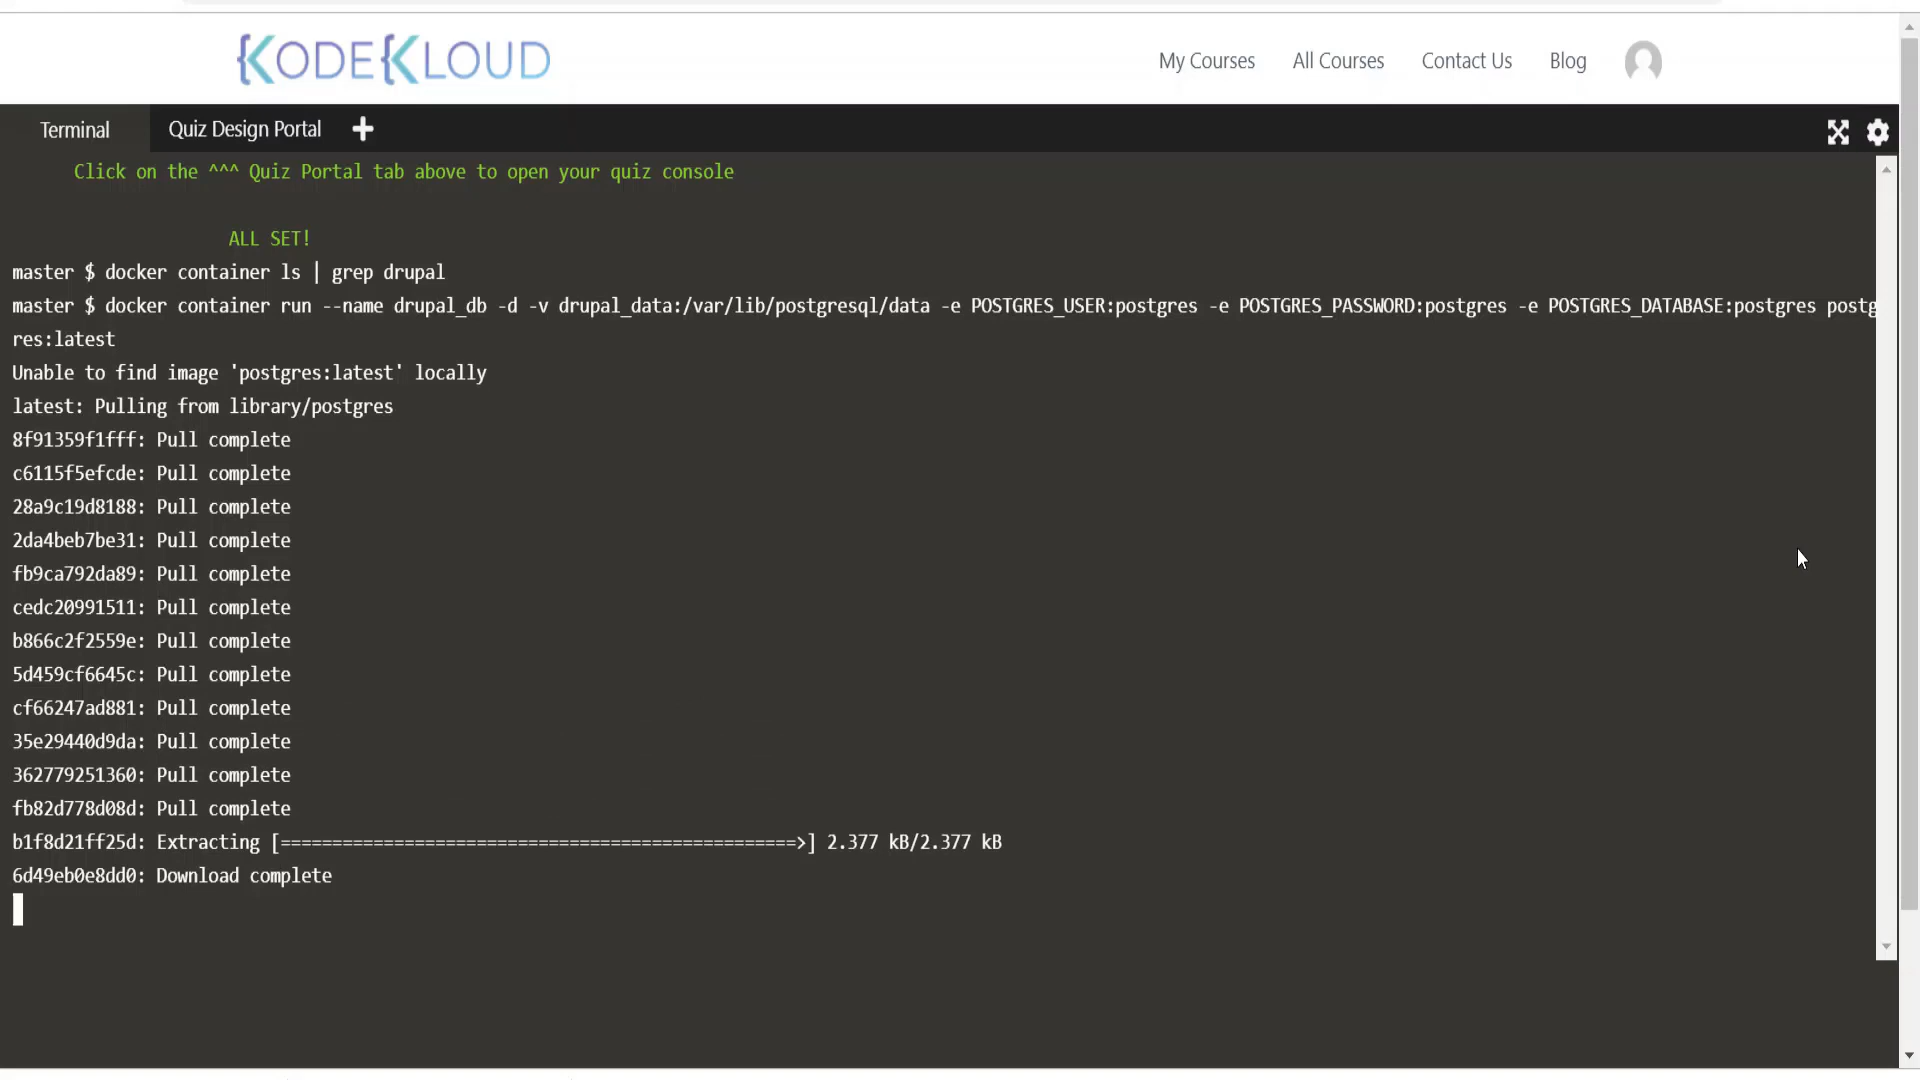 {KODE{KLOUD
My Courses All Courses Contact Us Blog
Terminal Quiz Design Portal +
Click on the ^^^ Quiz Portal tab above to open your quiz console
ALL SET!
master $ docker container ls | grep drupal
master $ docker container run --name drupal_db -d -v drupal_data:/var/lib/postgresql/data -e POSTGRES_USER:postgres -e POSTGRES_PASSWORD:postgres -e POSTGRES_DATABASE:postgres postg
res:latest
Unable to find image 'postgres:latest' locally
latest: Pulling from library/postgres
8f91359f1fff: Pull complete
c6115f5efcde: Pull complete
28a9c19d8188: Pull complete
2da4beb7be31: Pull complete
fb9ca792da89: Pull complete
cedc20991511: Pull complete
b866c2f2559e: Pull complete
5d459cf6645c: Pull complete
cf66247ad881: Pull complete
35e29440d9da: Pull complete
362779251360: Pull complete
fb82d778d08d: Pull complete
b1f8d21ff25d: Extracting [==================================================>] 2.377 kB/2.377 kB
6d49eb0e8dd0: Download complete